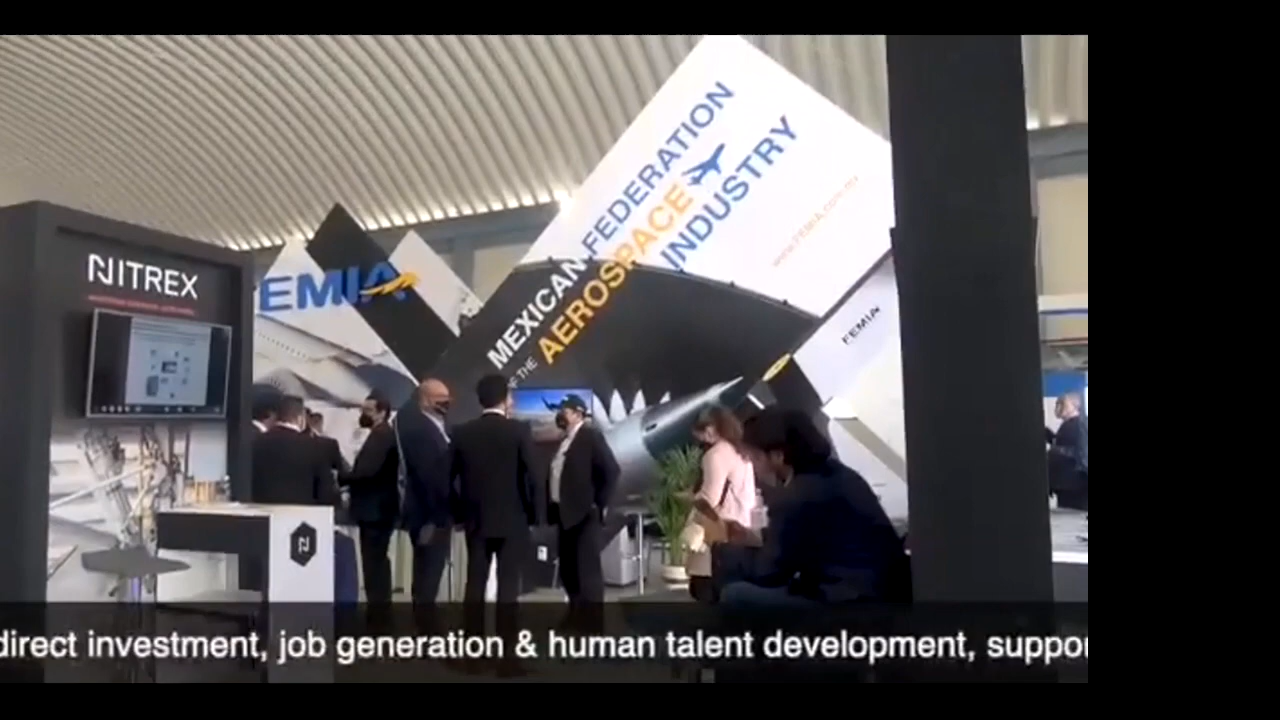 MEXICAN FEDERATION
OF THE AEROSPACE
INDUSTRY
www.FEMIA.com.mx
NITREX
EMIA
FEMIA
N
direct investment, job generation & human talent development, suppor